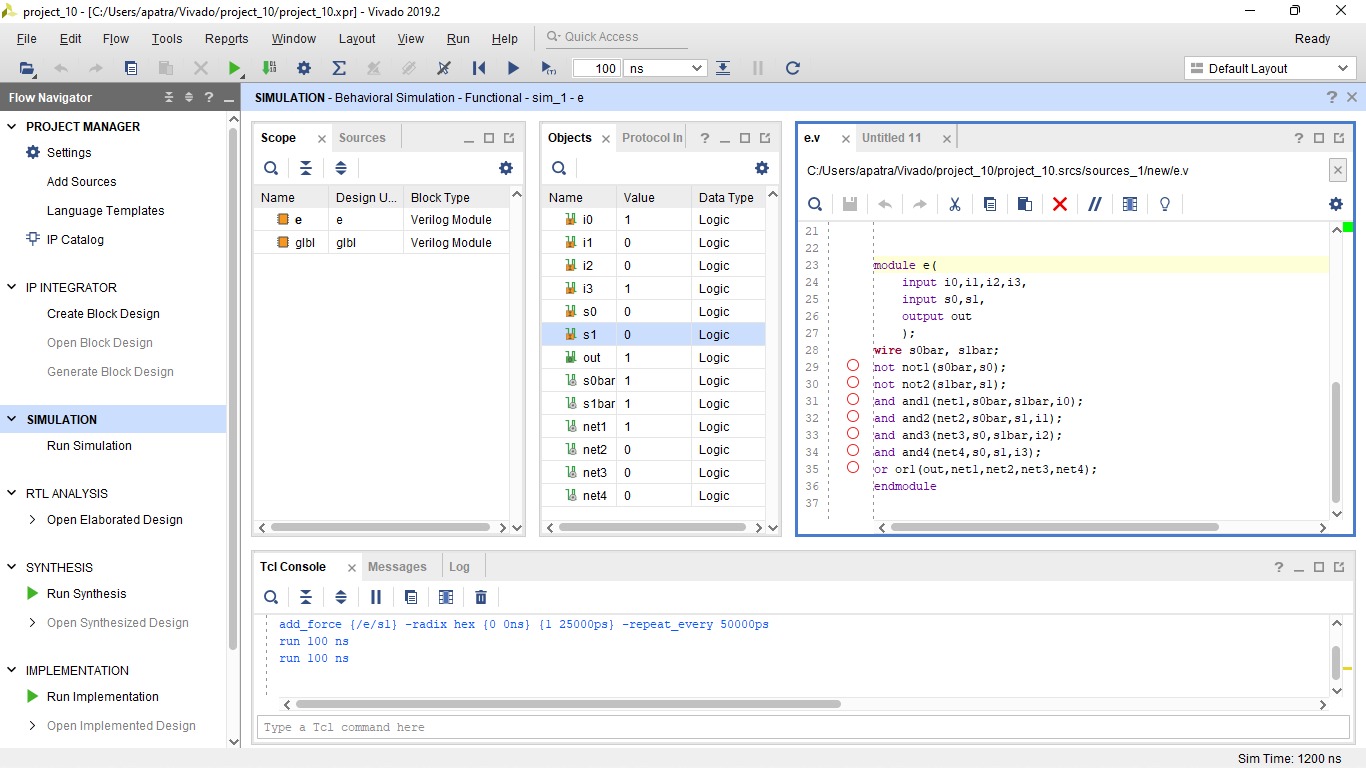 project_10 - [C:/Users/apatra/Vivado/project_10/project_10.xpr] - Vivado 2019.2
File Edit Flow Tools Reports Window Layout View Run Help Quick Access Ready
100 ns Default Layout
Flow Navigator
PROJECT MANAGER
Settings
Add Sources
Language Templates
IP Catalog
IP INTEGRATOR
Create Block Design
Open Block Design
Generate Block Design
SIMULATION
Run Simulation
RTL ANALYSIS
Open Elaborated Design
SYNTHESIS
Run Synthesis
Open Synthesized Design
IMPLEMENTATION
Run Implementation
Open Implemented Design
SIMULATION - Behavioral Simulation - Functional - sim_1 - e
Scope Sources
Name Design U... Block Type
e e Verilog Module
glbl glbl Verilog Module
Objects Protocol In
Name Value Data Type
i0 1 Logic
i1 0 Logic
i2 0 Logic
i3 1 Logic
s0 0 Logic
s1 0 Logic
out 1 Logic
s0bar 1 Logic
s1bar 1 Logic
net1 1 Logic
net2 0 Logic
net3 0 Logic
net4 0 Logic
e.v Untitled 11
C:/Users/apatra/Vivado/project_10/project_10.srcs/sources_1/new/e.v
21
22
23 module e(
24 input i0,i1,i2,i3,
25 input s0,s1,
26 output out
27 );
28 wire s0bar, s1bar;
29 not not1(s0bar,s0);
30 not not2(s1bar,s1);
31 and and1(net1,s0bar,s1bar,i0);
32 and and2(net2,s0bar,s1,i1);
33 and and3(net3,s0,s1bar,i2);
34 and and4(net4,s0,s1,i3);
35 or or1(out,net1,net2,net3,net4);
36 endmodule
37
Tcl Console Messages Log
add_force {/e/s1} -radix hex {0 0ns} {1 25000ps} -repeat_every 50000ps
run 100 ns
run 100 ns
Type a Tcl command here
Sim Time: 1200 ns